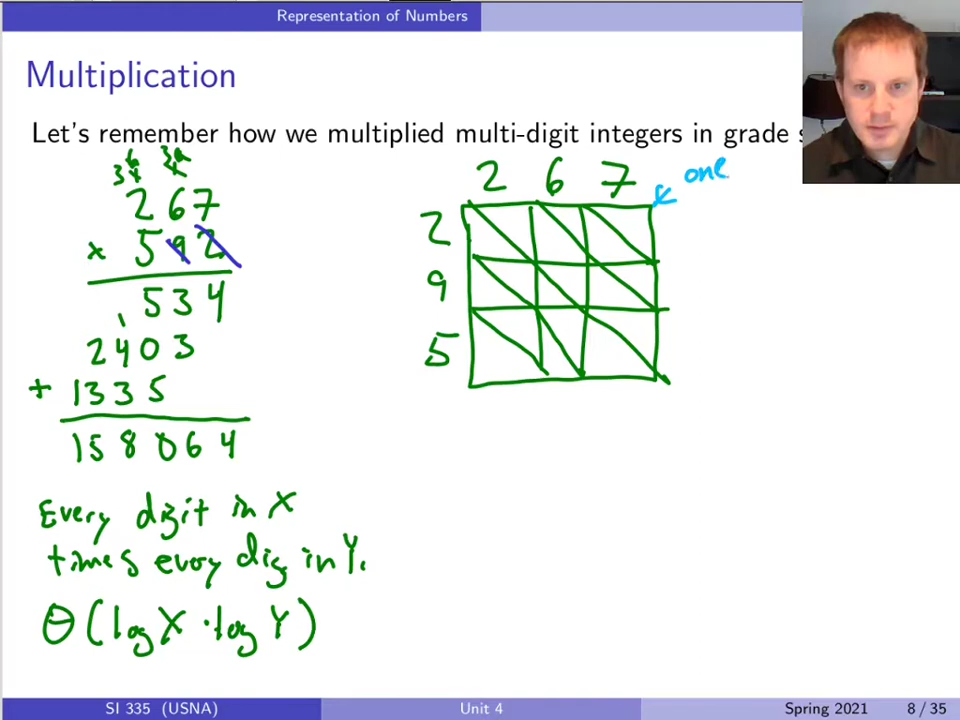 Representation of Numbers
Multiplication
Let's remember how we multiplied multi-digit integers in grade s
267
x 592
534
2403
+ 1335
158064
Every digit in X
times every dig in Y.
Θ(log X · log Y)
2 6 7
one
2
9
5
SI 335 (USNA)
Unit 4
Spring 2021
8 / 35